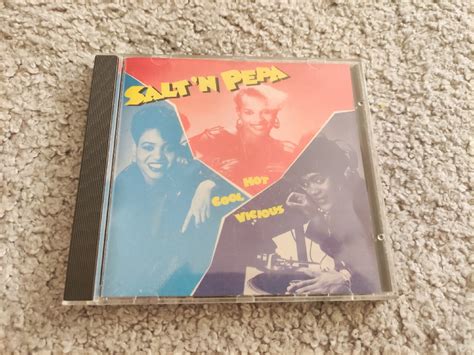 SALT 'N PEPA
HOT
COOL
VICIOUS